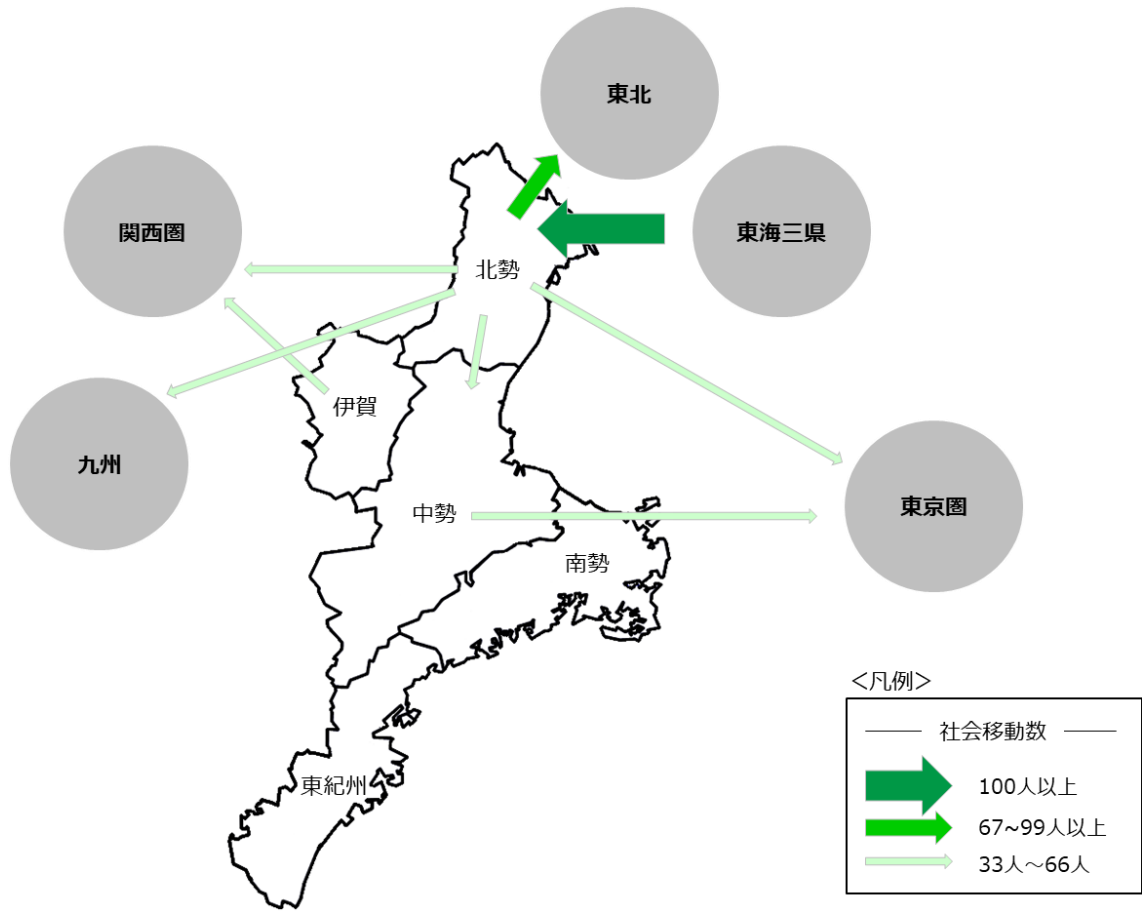 東北
関西圏
東海三県
北勢
伊賀
九州
中勢
東京圏
南勢
東紀州
<凡例>
社会移動数
100人以上
67~99人以上
33人～66人